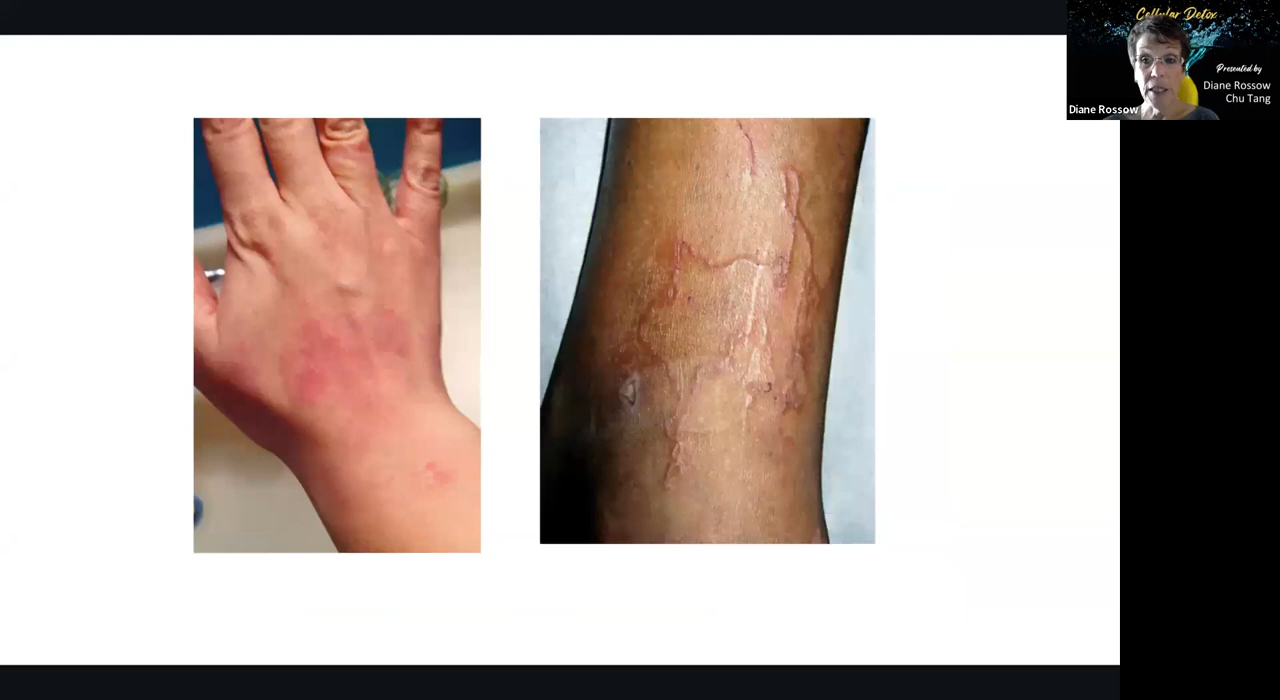 Cellular Detox
Presented by
Diane Rossow
Chu Tang
Diane Rossow